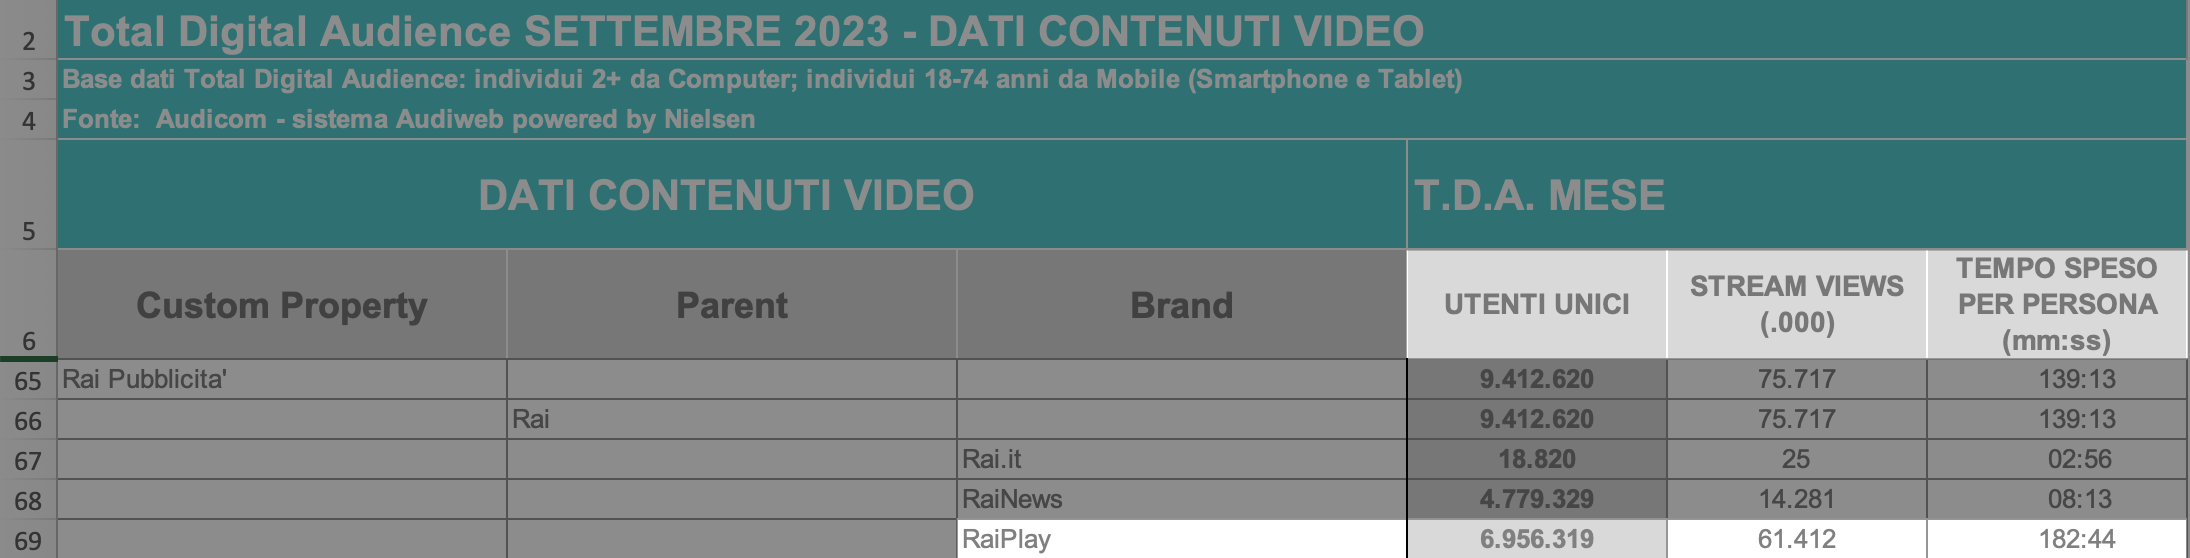 2 Total Digital Audience SETTEMBRE 2023 - DATI CONTENUTI VIDEO
3 Base dati Total Digital Audience: individui 2+ da Computer; individui 18-74 anni da Mobile (Smartphone e Tablet)
4 Fonte: Audicom - sistema Audiweb powered by Nielsen
5 DATI CONTENUTI VIDEO T.D.A. MESE
6 Custom Property Parent Brand UTENTI UNICI STREAM VIEWS (.000) TEMPO SPESO PER PERSONA (mm:ss)
65 Rai Pubblicita' 9.412.620 75.717 139:13
66 Rai 9.412.620 75.717 139:13
67 Rai.it 18.820 25 02:56
68 RaiNews 4.779.329 14.281 08:13
69 RaiPlay 6.956.319 61.412 182:44